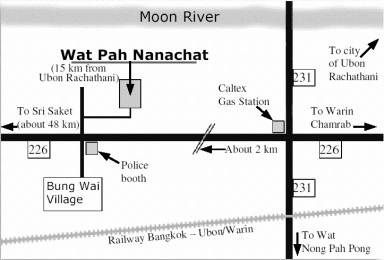 Moon River
Wat Pah Nanachat
(15 km from
Ubon Rachathani)
To city
of Ubon
Rachathani
231
Caltex
Gas Station
To Sri Saket
(about 48 km)
To Warin
Chamrab
226
Police
booth
About 2 km
226
Bung Wai
Village
231
Railway Bangkok – Ubon/Warin
To Wat
Nong Pah Pong